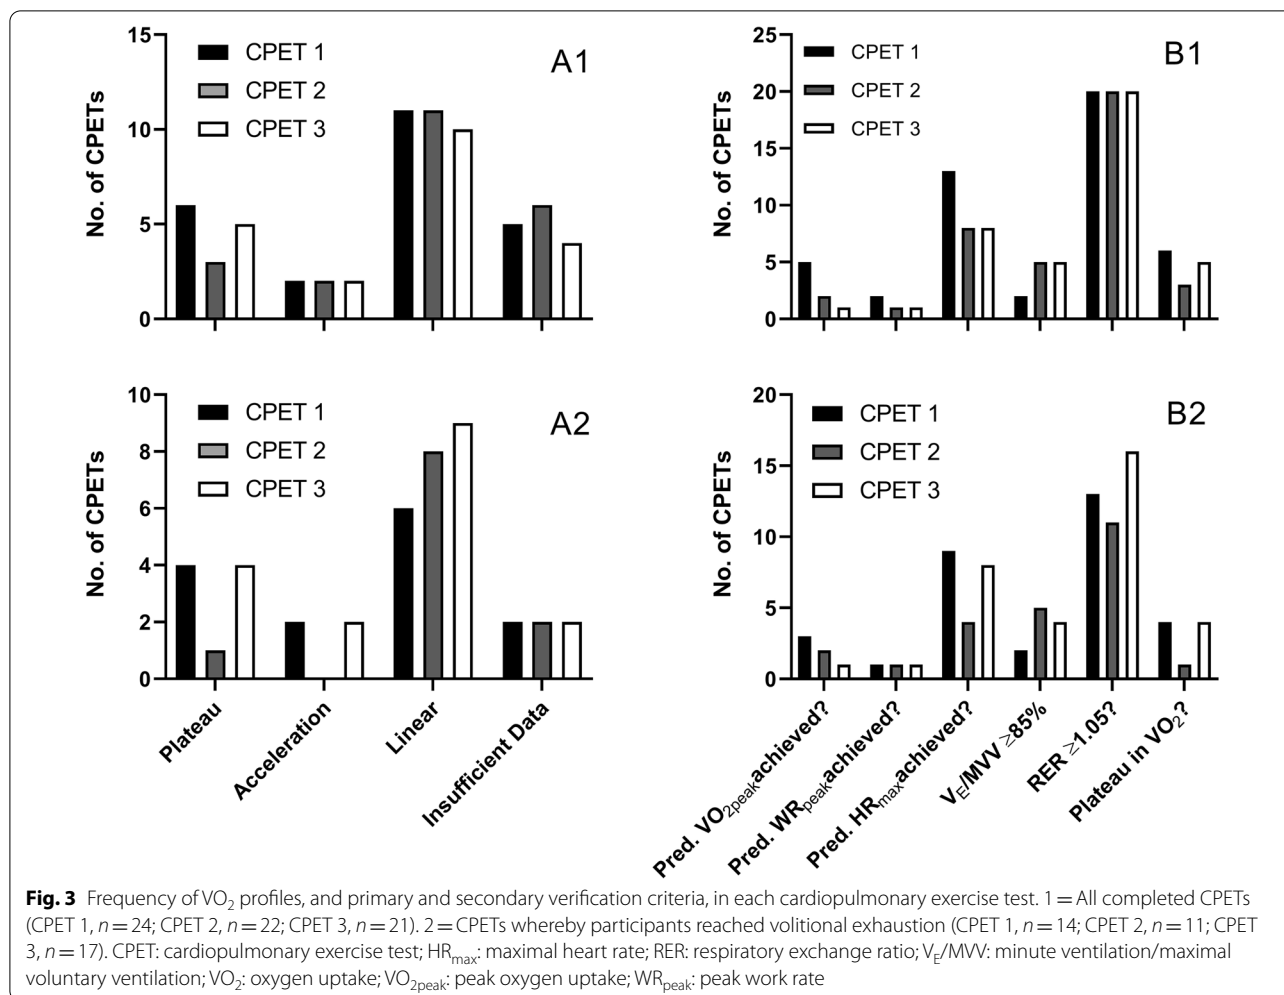 15
10
5
0
No. of CPETs
CPET 1
CPET 2
CPET 3
A1
25
20
15
10
5
0
No. of CPETs
CPET 1
CPET 2
CPET 3
B1
10
8
6
4
2
0
No. of CPETs
CPET 1
CPET 2
CPET 3
A2
Plateau
Acceleration
Linear
Insufficient Data
20
15
10
5
0
No. of CPETs
CPET 1
CPET 2
CPET 3
B2
Pred. VO2peakachieved?
Pred. WRpeakachieved?
Pred. HRmaxachieved?
VE/MVV ≥85%
RER ≥1.05?
Plateau in VO2?
Fig. 3 Frequency of VO2 profiles, and primary and secondary verification criteria, in each cardiopulmonary exercise test. 1 = All completed CPETs
(CPET 1, n = 24; CPET 2, n = 22; CPET 3, n = 21). 2 = CPETs whereby participants reached volitional exhaustion (CPET 1, n = 14; CPET 2, n = 11; CPET
3, n = 17). CPET: cardiopulmonary exercise test; HRmax: maximal heart rate; RER: respiratory exchange ratio; VE/MVV: minute ventilation/maximal
voluntary ventilation; VO2: oxygen uptake; VO2peak: peak oxygen uptake; WRpeak: peak work rate